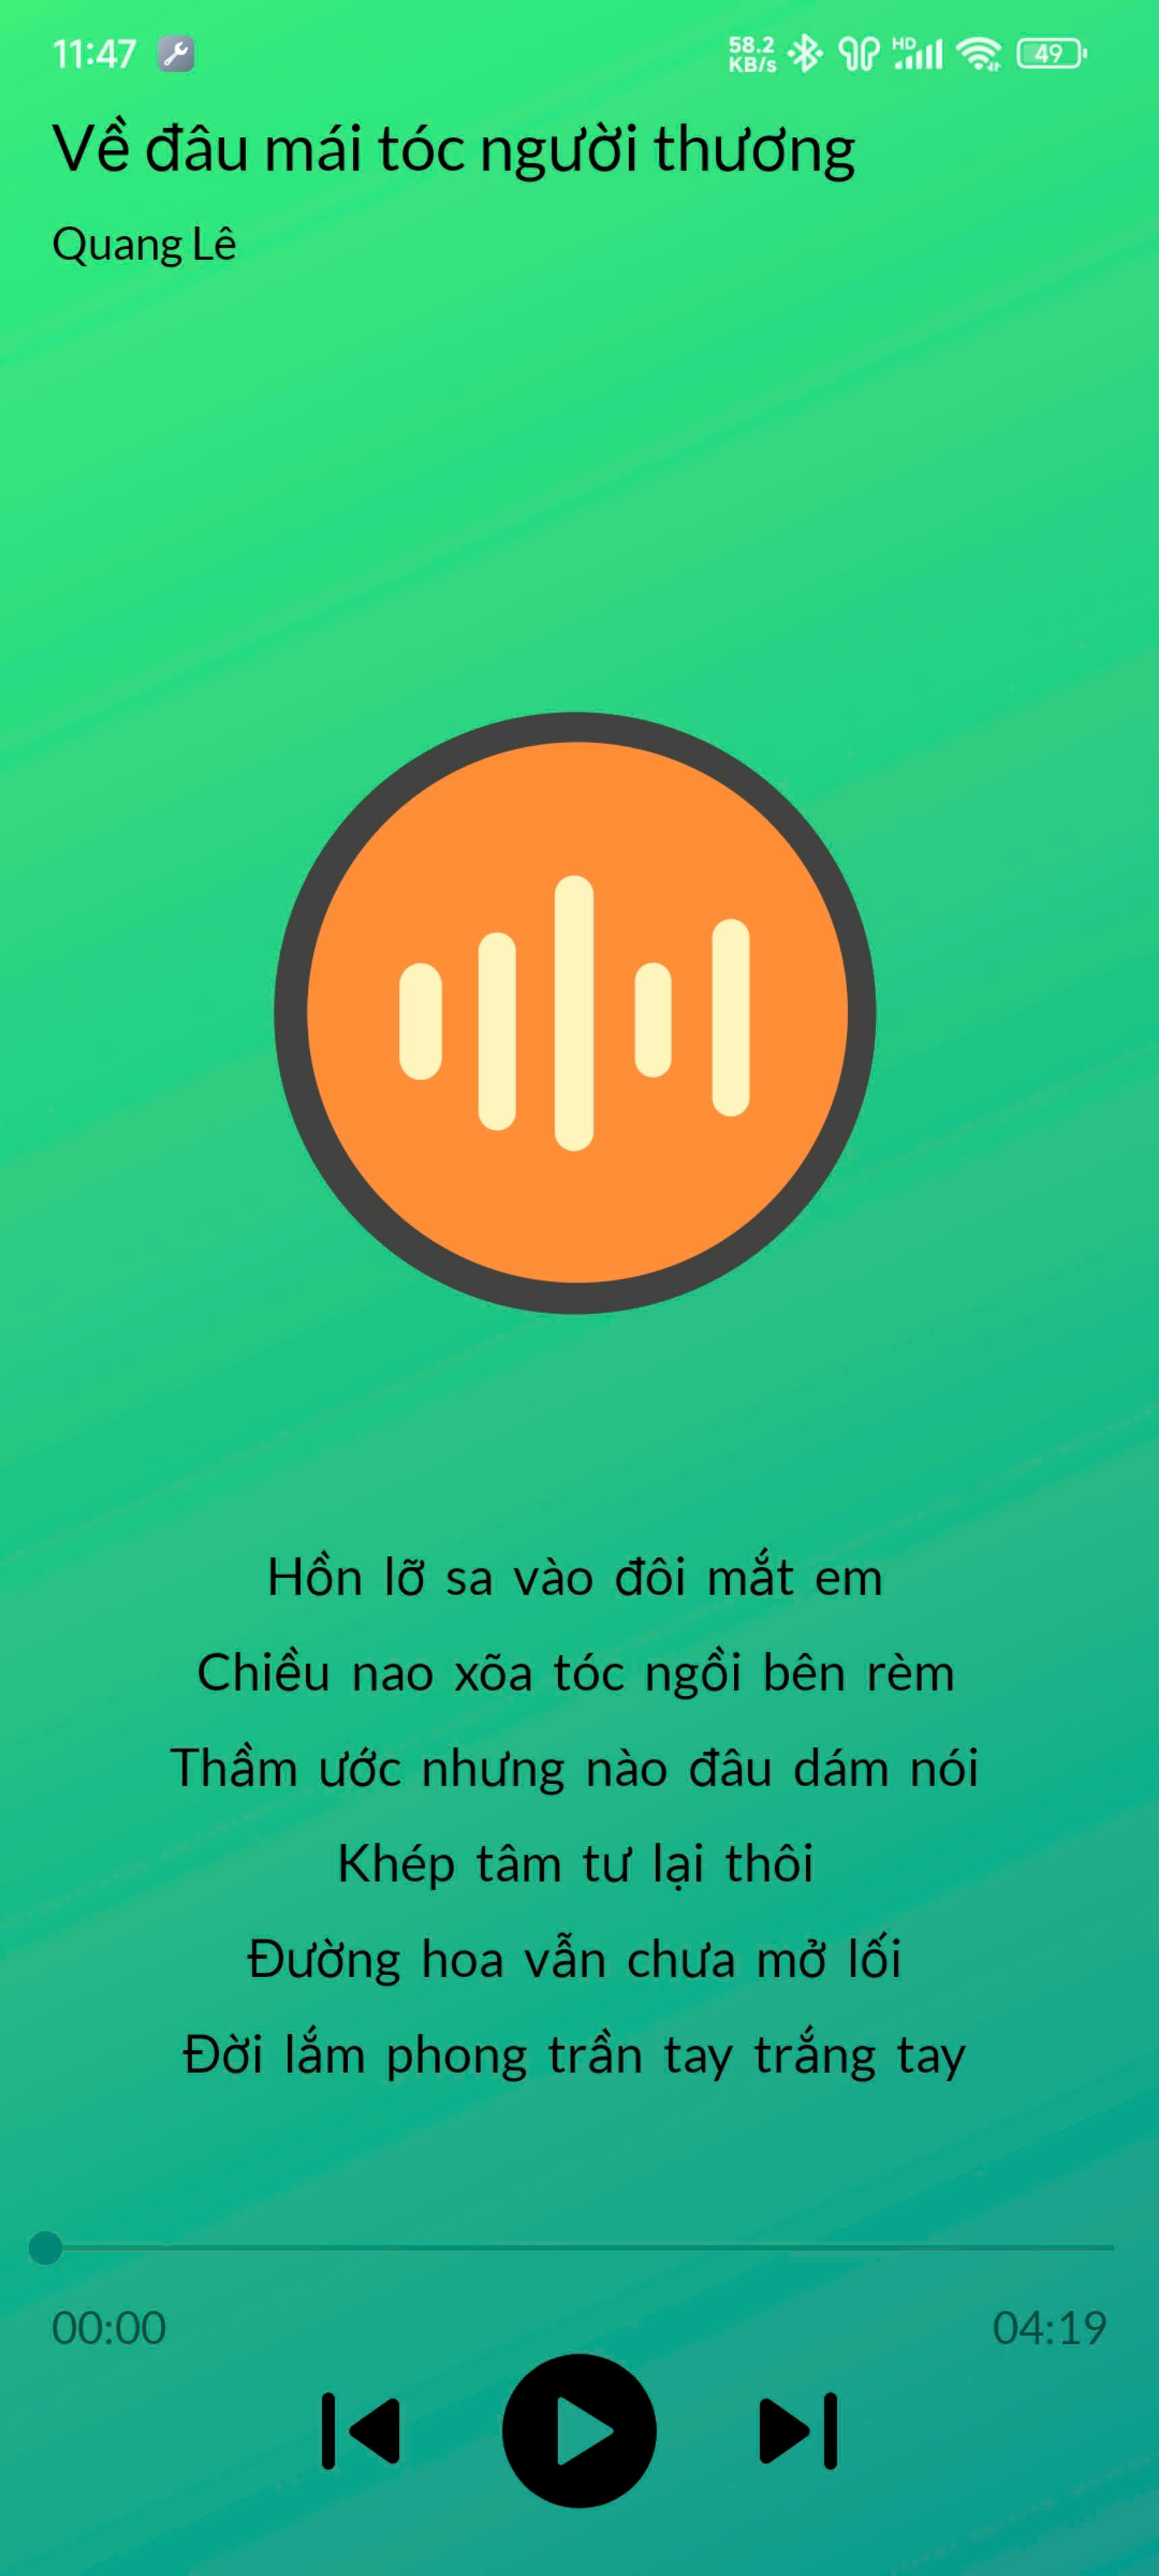 11:47
58.2 KB/s
HD
49
Về đâu mái tóc người thương
Quang Lê
Hồn lỡ sa vào đôi mắt em
Chiều nao xõa tóc ngồi bên rèm
Thầm ước nhưng nào đâu dám nói
Khép tâm tư lại thôi
Đường hoa vẫn chưa mở lối
Đời lắm phong trần tay trắng tay
00:00
04:19